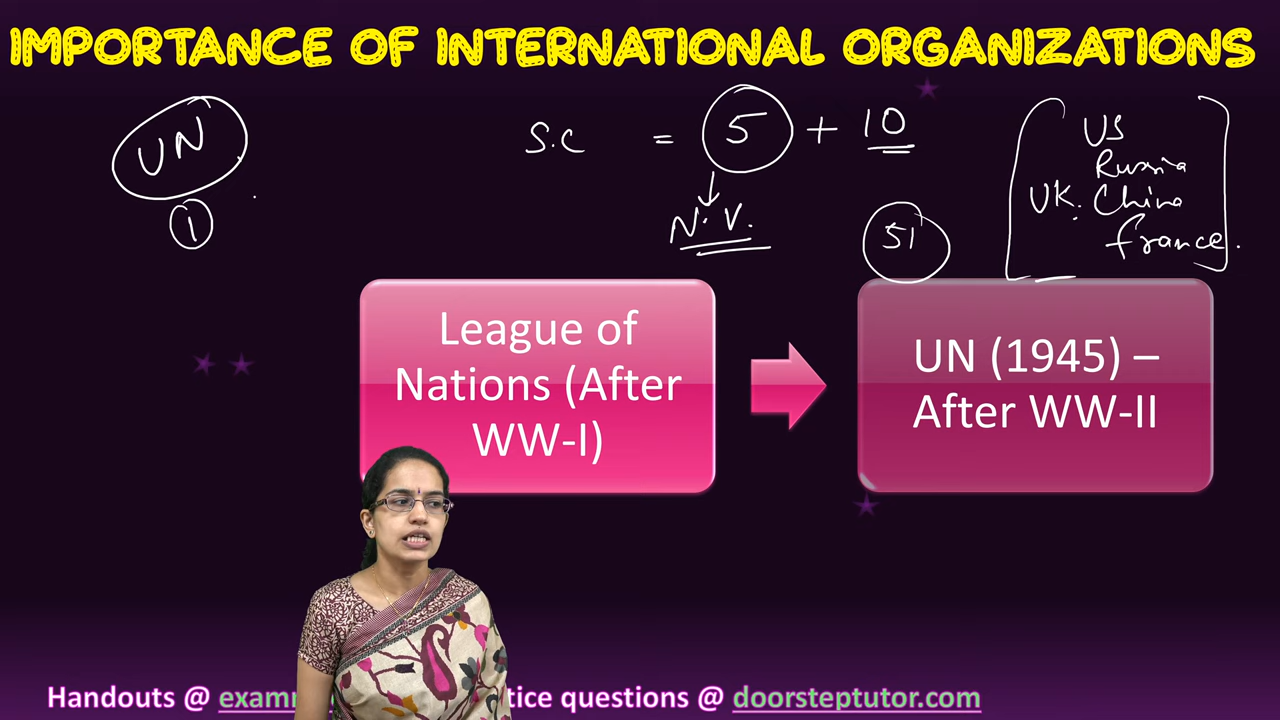 IMPORTANCE OF INTERNATIONAL ORGANIZATIONS
UN
1
S.C = 5 + 10
N.V.
51
US
Russia
UK. China
france.
League of
Nations (After
WW-I)
UN (1945) –
After WW-II
Handouts @ questions @ doorsteptutor.com